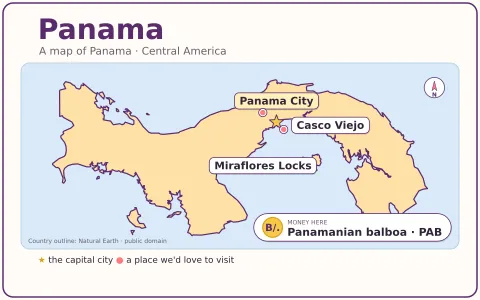 Panama
A map of Panama · Central America
N
Panama City
Casco Viejo
Miraflores Locks
B/.
MONEY HERE
Panamanian balboa · PAB
Country outline: Natural Earth · public domain
★ the capital city ● a place we'd love to visit